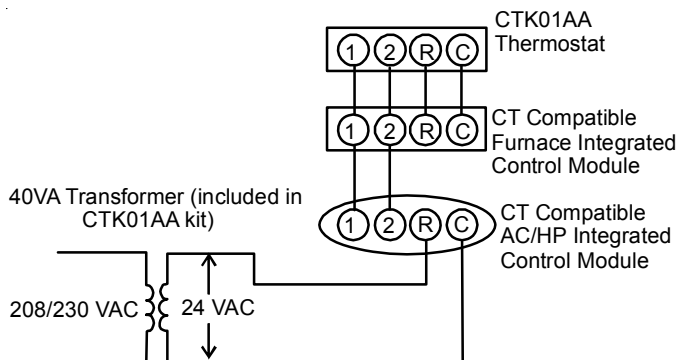 CTK01AA
Thermostat
1 2 R C
CT Compatible
Furnace Integrated
Control Module
1 2 R C
40VA Transformer (included in
CTK01AA kit)
CT Compatible
AC/HP Integrated
Control Module
1 2 R C
208/230 VAC
24 VAC